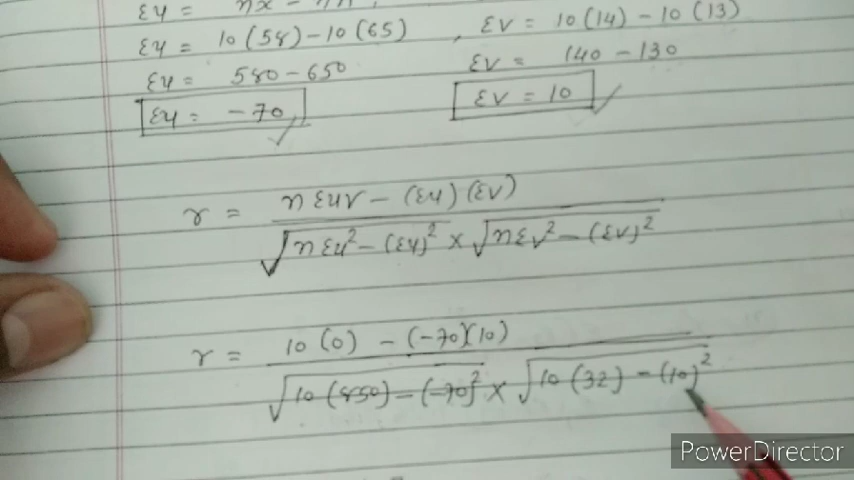 Σu = nx̄ -
Σu = 10(58) - 10(65) , Σv = 10(14) - 10(13)
Σu = 580 - 650 Σv = 140 - 130
Σu = -70 Σv = 10
r = nΣuv - (Σu)(Σv)
√nΣu² - (Σu)² × √nΣv² - (Σv)²
r = 10(0) - (-70)(10)
√10(850) - (-70)² × √10(32) - (10)²
PowerDirector